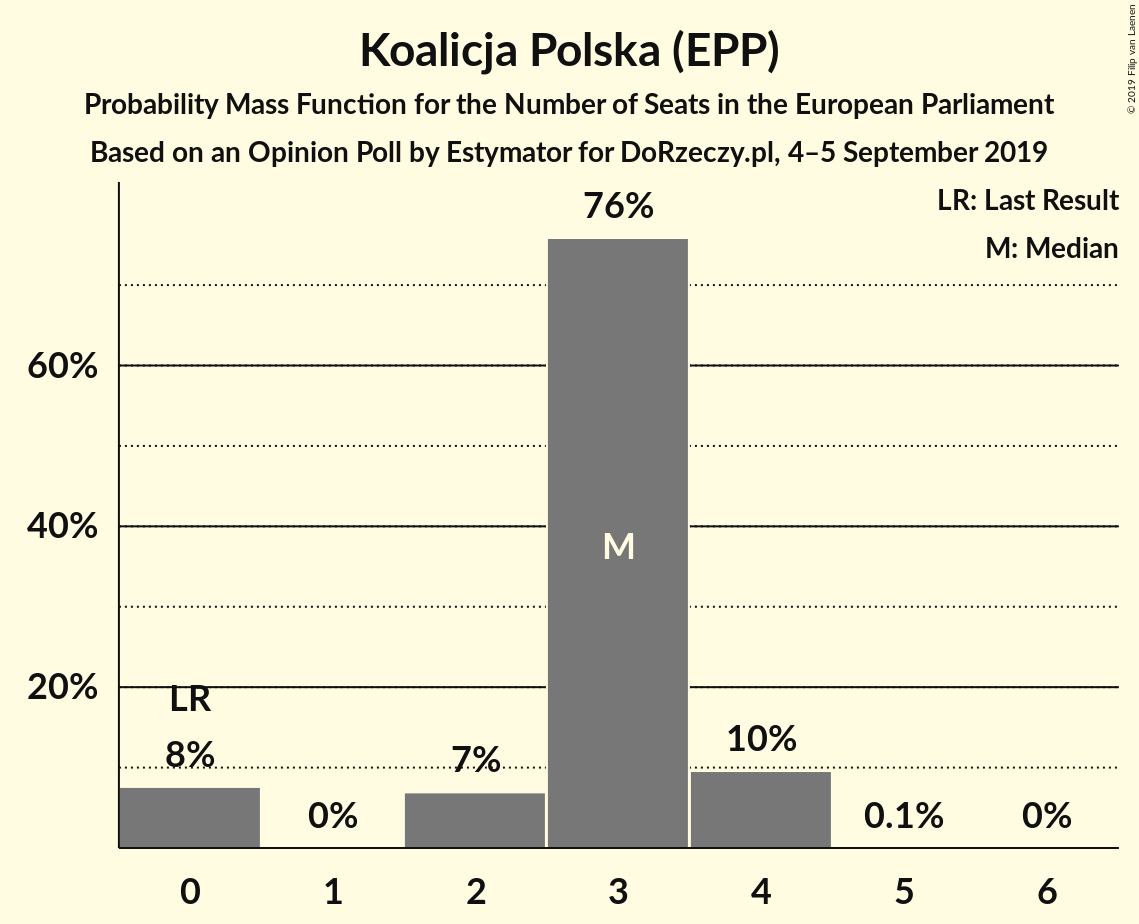 Koalicja Polska (EPP)
Probability Mass Function for the Number of Seats in the European Parliament
Based on an Opinion Poll by Estymator for DoRzeczy.pl, 4–5 September 2019
© 2019 Filip van Laenen
LR: Last Result
M: Median
76%
60%
40%
M
20%
LR
8%
0%
7%
10%
0.1%
0%
0 1 2 3 4 5 6